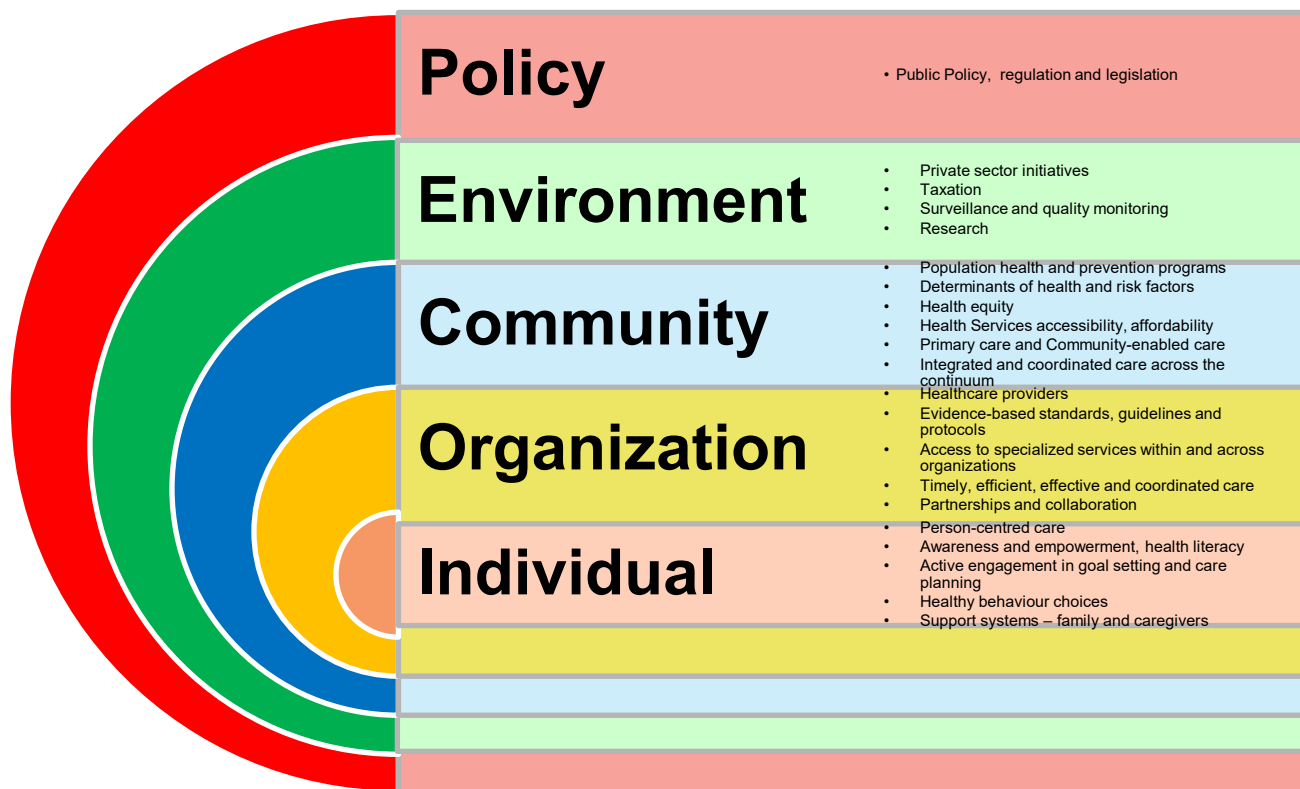 Policy
• Public Policy, regulation and legislation
Environment
• Private sector initiatives
• Taxation
• Surveillance and quality monitoring
• Research
Community
• Population health and prevention programs
• Determinants of health and risk factors
• Health equity
• Health Services accessibility, affordability
• Primary care and Community-enabled care
• Integrated and coordinated care across the
continuum
Organization
• Healthcare providers
• Evidence-based standards, guidelines and
protocols
• Access to specialized services within and across
organizations
• Timely, efficient, effective and coordinated care
• Partnerships and collaboration
Individual
• Person-centred care
• Awareness and empowerment, health literacy
• Active engagement in goal setting and care
planning
• Healthy behaviour choices
• Support systems – family and caregivers